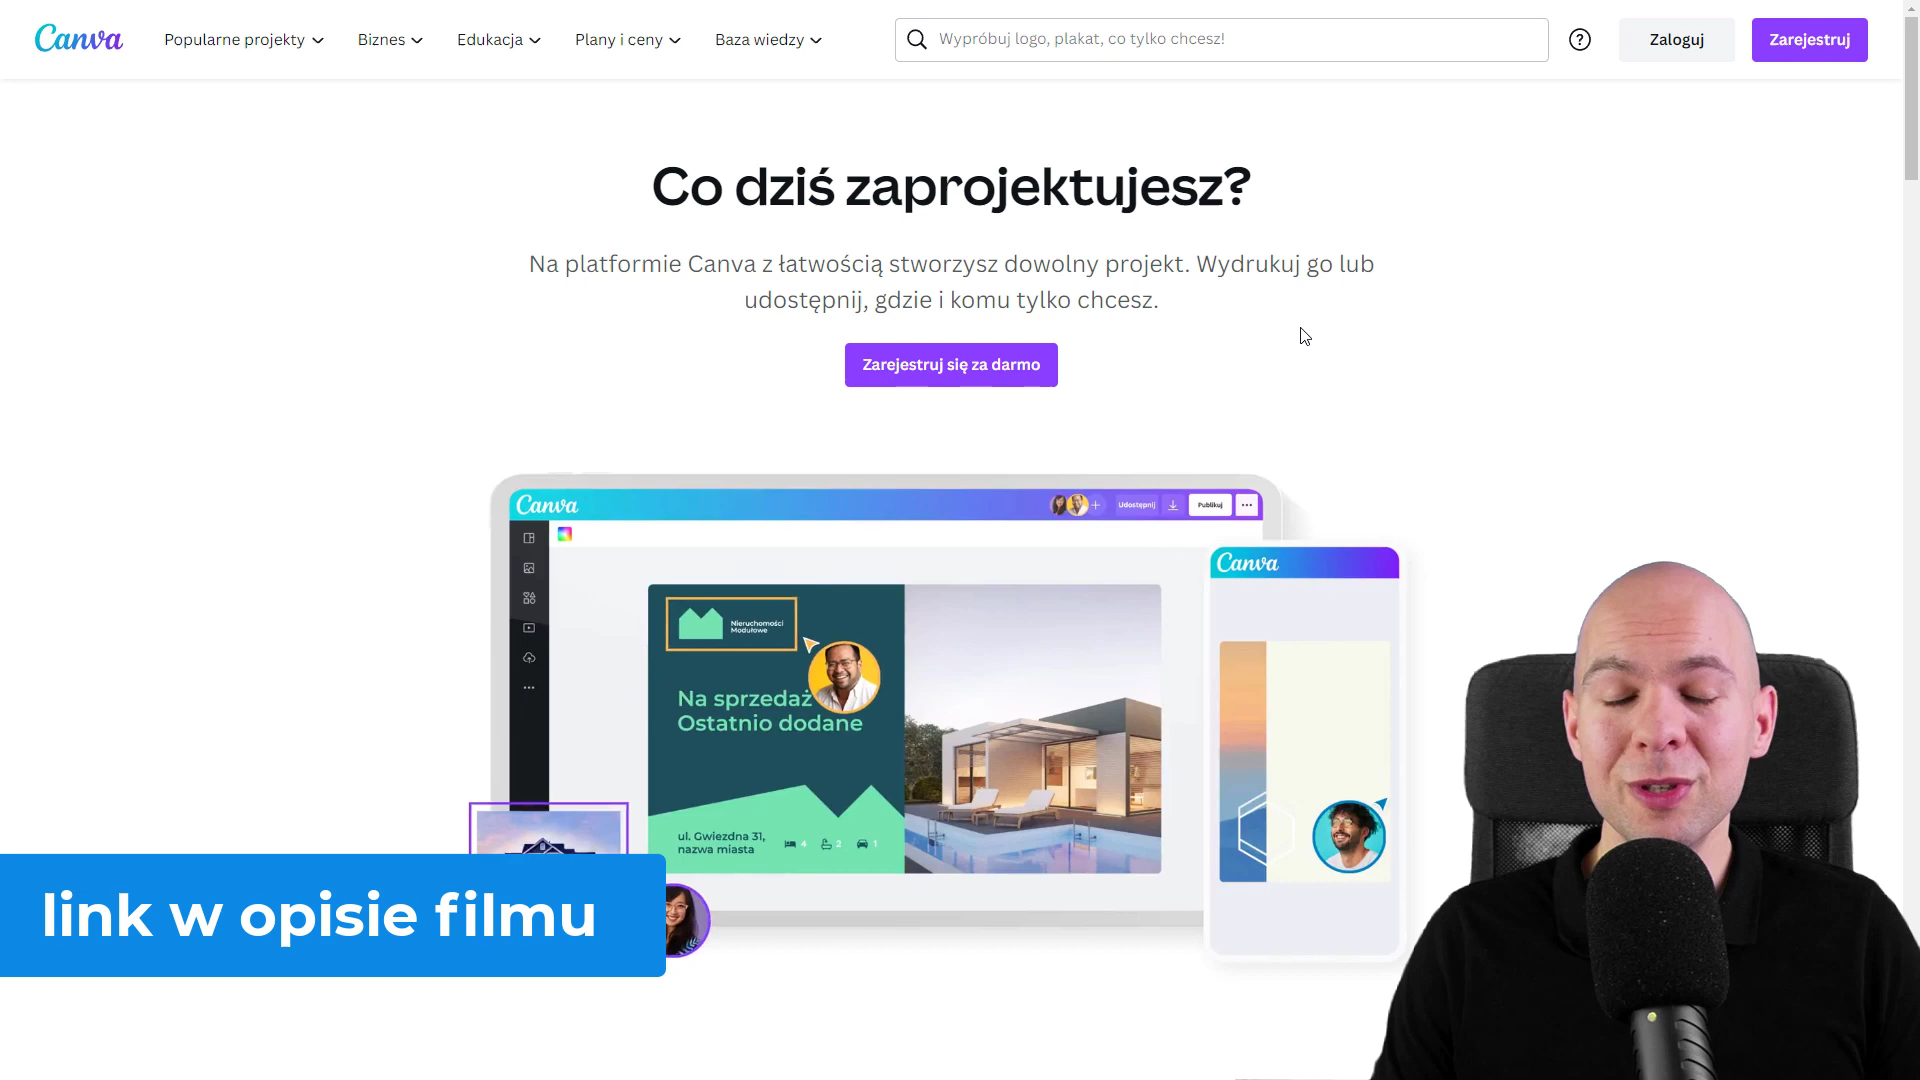 Canva
Popularne projekty
Biznes
Edukacja
Plany i ceny
Baza wiedzy
Wypróbuj logo, plakat, co tylko chcesz!
?
Zaloguj
Zarejestruj
Co dziś zaprojektujesz?
Na platformie Canva z łatwością stworzysz dowolny projekt. Wydrukuj go lub
udostępnij, gdzie i komu tylko chcesz.
Zarejestruj się za darmo
Canva
Udostępnij
Publikuj
Canva
Nieruchomości
Modułowe
Na sprzedaż
Ostatnio dodane
ul. Gwiezdna 31,
nazwa miasta
4
2
1
link w opisie filmu